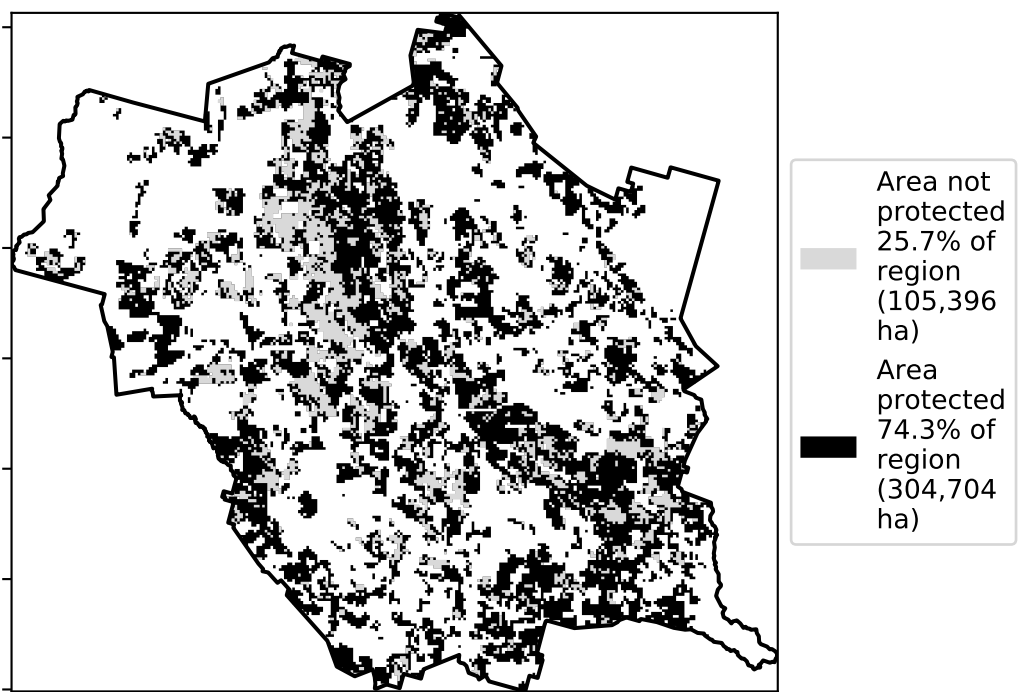 Area not
protected
25.7% of
region
(105,396
ha)
Area
protected
74.3% of
region
(304,704
ha)